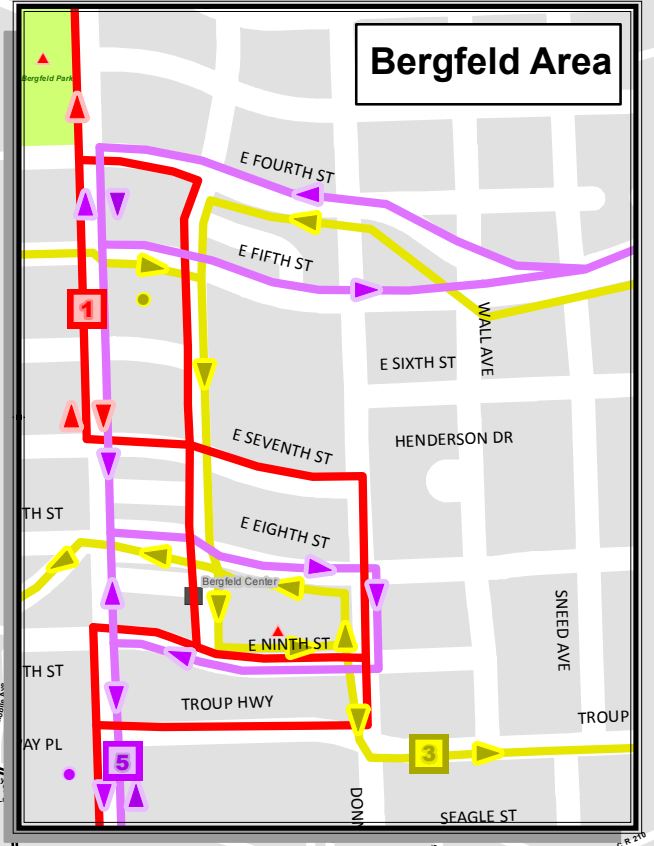 Bergfeld Area
Bergfeld Park
E FOURTH ST
E FIFTH ST
1
WALL AVE
E SIXTH ST
E SEVENTH ST
HENDERSON DR
TH ST
E EIGHTH ST
Bergfeld Center
SNEED AVE
E NINTH ST
TH ST
TROUP HWY
TROUP
AY PL
3
5
DONN
SEAGLE ST
C R 210